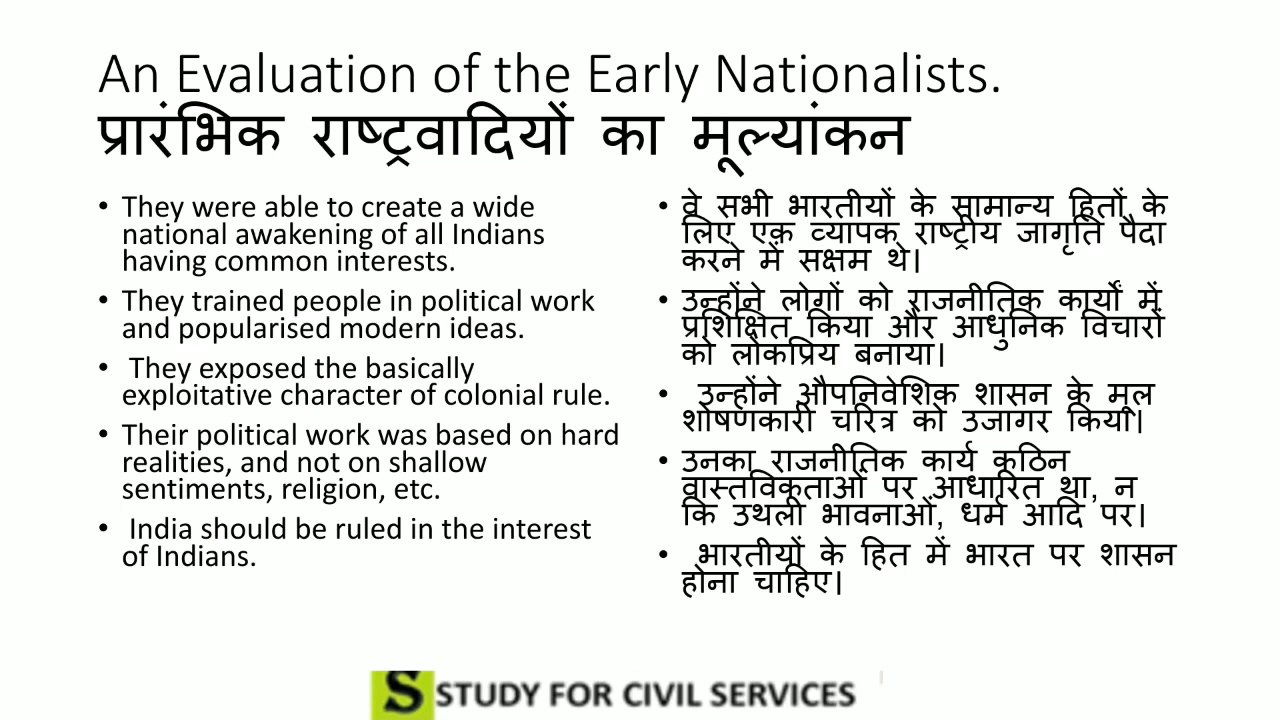 An Evaluation of the Early Nationalists.
प्रारंभिक राष्ट्रवादियों का मूल्यांकन
• They were able to create a wide
national awakening of all Indians
having common interests.
• They trained people in political work
and popularised modern ideas.
• They exposed the basically
exploitative character of colonial rule.
• Their political work was based on hard
realities, and not on shallow
sentiments, religion, etc.
• India should be ruled in the interest
of Indians.
• वे सभी भारतीयों के सामान्य हितों के
लिए एक व्यापक राष्ट्रीय जागृति पैदा
करने में सक्षम थे।
• उन्होंने लोगों को राजनीतिक कार्यों में
प्रशिक्षित किया और आधुनिक विचारों
को लोकप्रिय बनाया।
• उन्होंने औपनिवेशिक शासन के मूल
शोषणकारी चरित्र को उजागर किया।
• उनका राजनीतिक कार्य कठिन
वास्तविकताओं पर आधारित था, न
कि उथली भावनाओं, धर्म आदि पर।
• भारतीयों के हित में भारत पर शासन
होना चाहिए।
S STUDY FOR CIVIL SERVICES